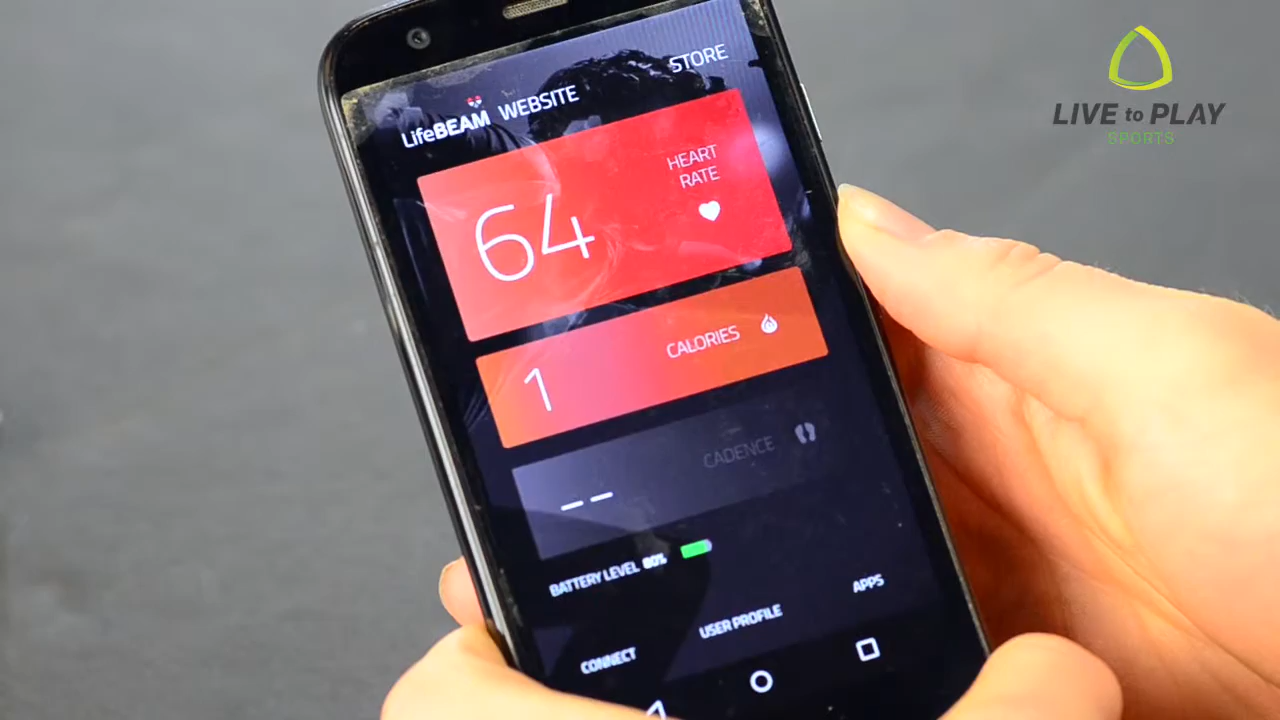 LIVE to PLAY
SPORTS
LifeBEAM WEBSITE STORE
HEART
RATE
64
CALORIES
1
CADENCE
--
BATTERY LEVEL 80%
CONNECT USER PROFILE APPS